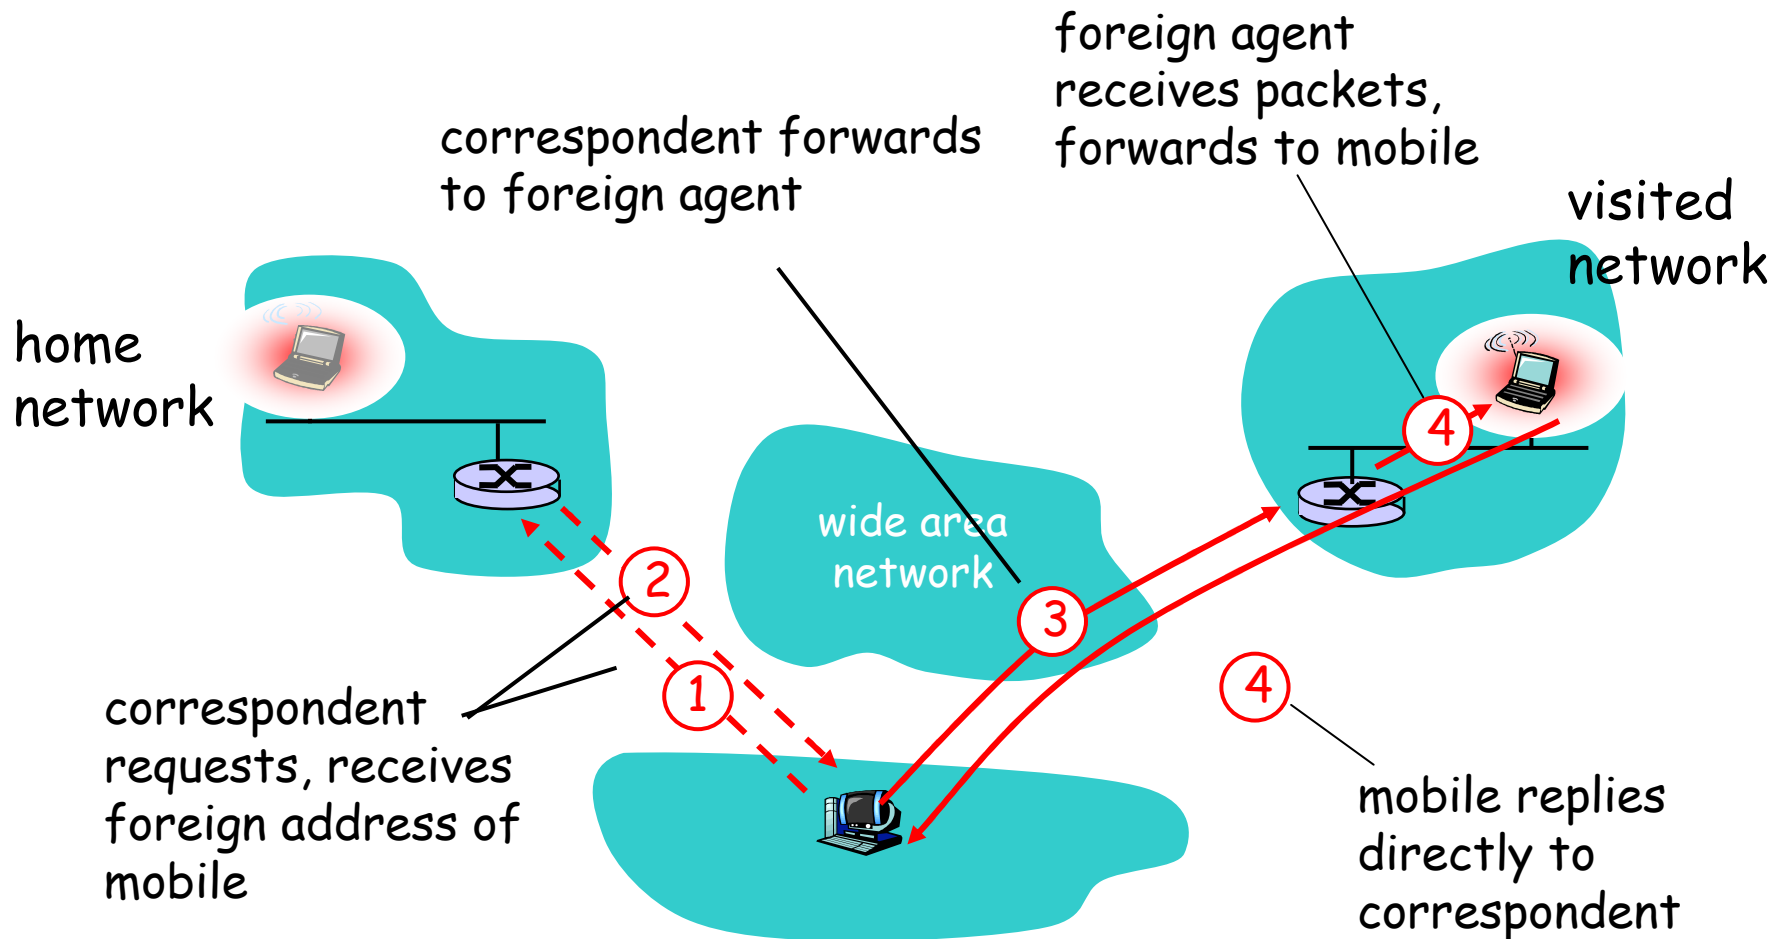 foreign agent
receives packets,
forwards to mobile
correspondent forwards
to foreign agent
visited
network
home
network
4
wide area
network
2
3
1
4
correspondent
requests, receives
foreign address of
mobile
mobile replies
directly to
correspondent